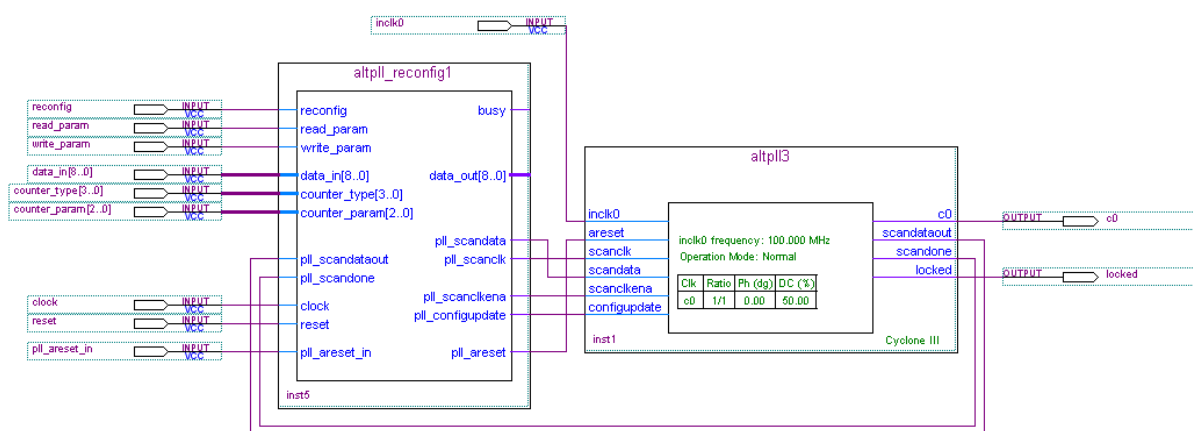 inclk0 INPUT VCC
altpll_reconfig1
reconfig INPUT VCC reconfig busy
read_param INPUT VCC read_param
write_param INPUT VCC write_param
altpll3
data_in[8..0] INPUT VCC data_in[8..0] data_out[8..0]
counter_type[3..0] INPUT VCC counter_type[3..0]
counter_param[2..0] INPUT VCC counter_param[2..0]
inclk0 c0 OUTPUT c0
areset scandataout
pll_scandata inclk0 frequency: 100.000 MHz
pll_scandataout pll_scanclk scanclk Operation Mode: Normal scandone
pll_scandone scandata locked OUTPUT locked
Clk Ratio Ph (dg) DC (%)
pll_scanclkena scanclkena c0 1/1 0.00 50.00
clock INPUT VCC clock configupdate
reset INPUT VCC reset pll_configupdate
inst1 Cyclone III
pll_areset_in INPUT VCC pll_areset_in pll_areset
inst5